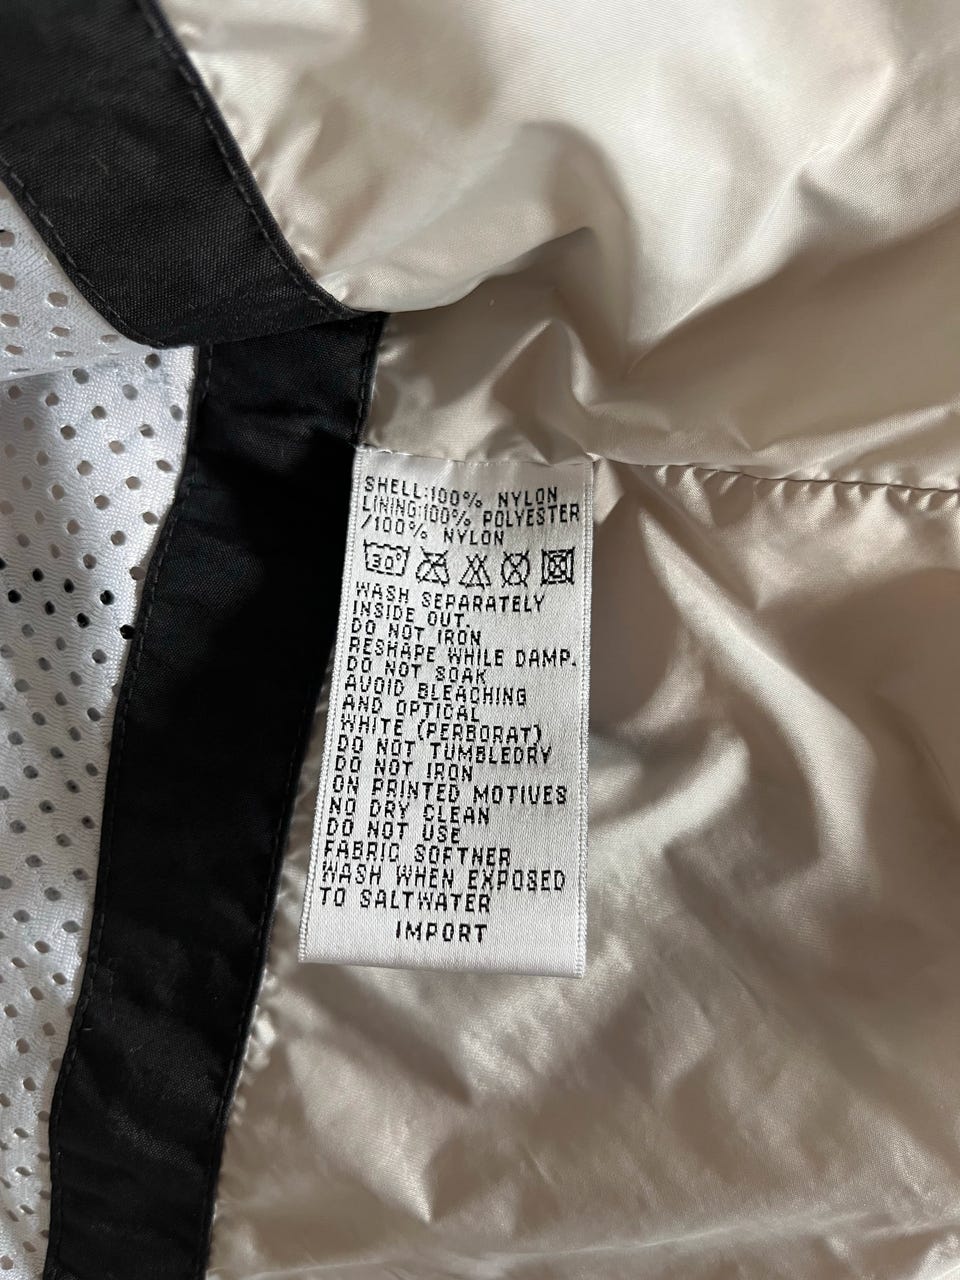 SHELL:100% NYLON
LINING:100% POLYESTER
/100% NYLON
30°
WASH SEPARATELY
INSIDE OUT.
DO NOT IRON
RESHAPE WHILE DAMP.
DO NOT SOAK
AVOID BLEACHING
AND OPTICAL
WHITE (PERBORAT)
DO NOT TUMBLEDRY
DO NOT IRON
ON PRINTED MOTIVES
NO DRY CLEAN
DO NOT USE
FABRIC SOFTNER
WASH WHEN EXPOSED
TO SALTWATER
IMPORT